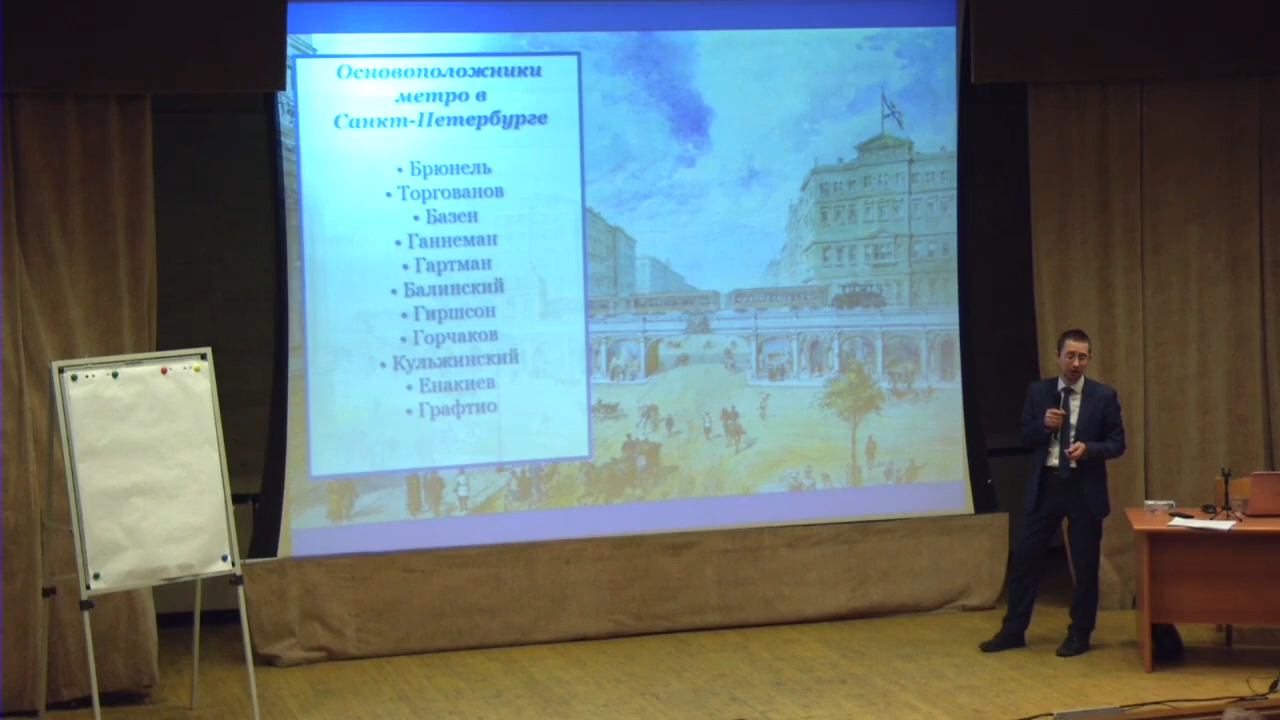 Основоположники
метро в
Санкт-Петербурге
• Брюнель
• Торгованов
• Базен
• Ганнеман
• Гартман
• Балинский
• Гиршсон
• Горчаков
• Кульжинский
• Енакиев
• Графтио